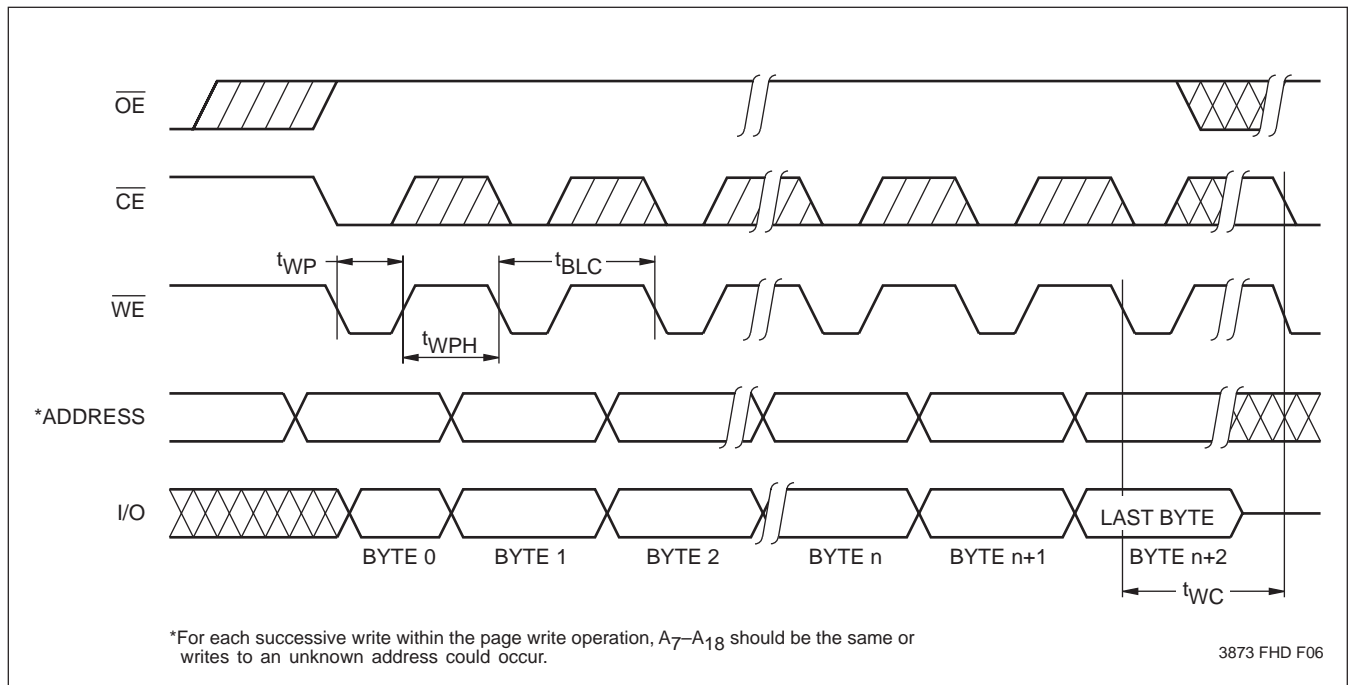 OE
CE
tWP
tBLC
WE
tWPH
*ADDRESS
I/O
LAST BYTE
BYTE 0 BYTE 1 BYTE 2 BYTE n BYTE n+1 BYTE n+2
tWC
*For each successive write within the page write operation, A7–A18 should be the same or
writes to an unknown address could occur.
3873 FHD F06